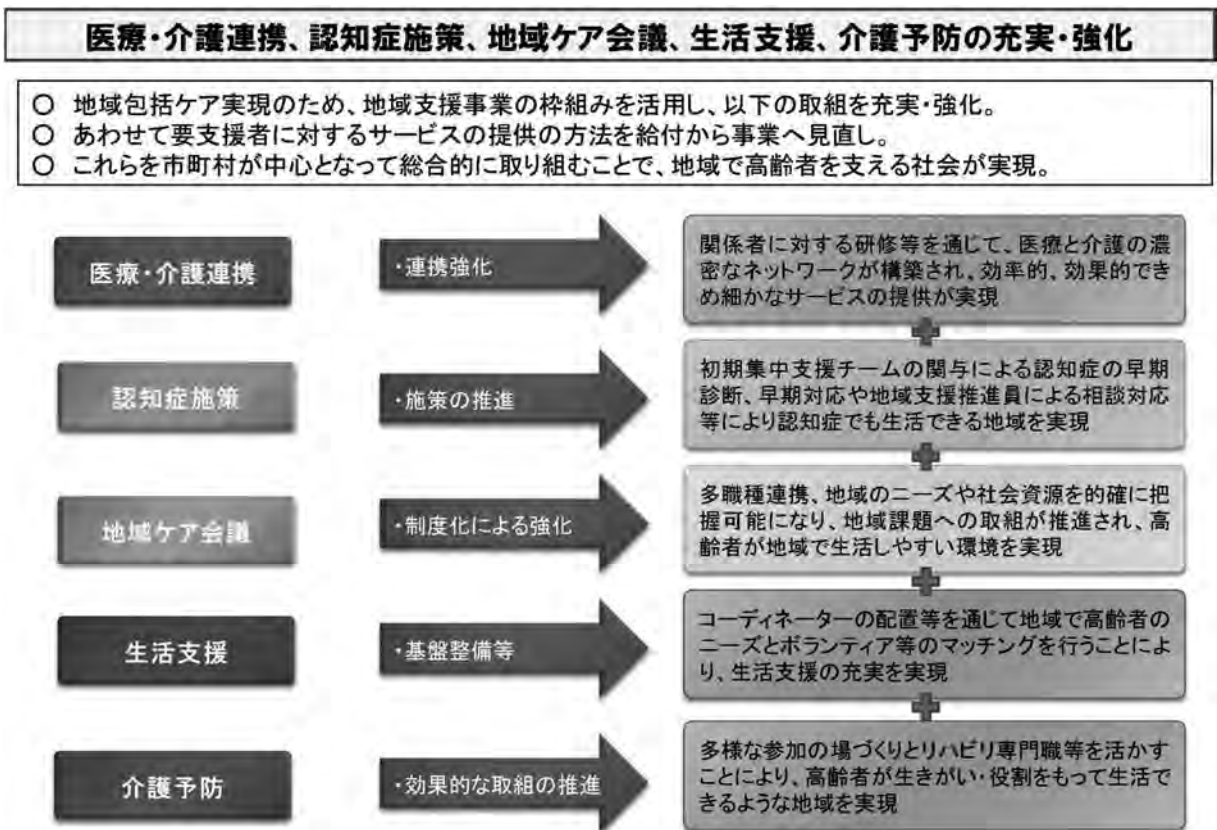 医療・介護連携、認知症施策、地域ケア会議、生活支援、介護予防の充実・強化
○ 地域包括ケア実現のため、地域支援事業の枠組みを活用し、以下の取組を充実・強化。
○ あわせて要支援者に対するサービスの提供の方法を給付から事業へ見直し。
○ これらを市町村が中心となって総合的に取り組むことで、地域で高齢者を支える社会が実現。
医療・介護連携
・連携強化
関係者に対する研修等を通じて、医療と介護の濃
密なネットワークが構築され、効率的、効果的でき
め細かなサービスの提供が実現
認知症施策
・施策の推進
初期集中支援チームの関与による認知症の早期
診断、早期対応や地域支援推進員による相談対応
等により認知症でも生活できる地域を実現
地域ケア会議
・制度化による強化
多職種連携、地域のニーズや社会資源を的確に把
握可能になり、地域課題への取組が推進され、高
齢者が地域で生活しやすい環境を実現
生活支援
・基盤整備等
コーディネーターの配置等を通じて地域で高齢者の
ニーズとボランティア等のマッチングを行うことによ
り、生活支援の充実を実現
介護予防
・効果的な取組の推進
多様な参加の場づくりとリハビリ専門職等を活かす
ことにより、高齢者が生きがい・役割をもって生活で
きるような地域を実現